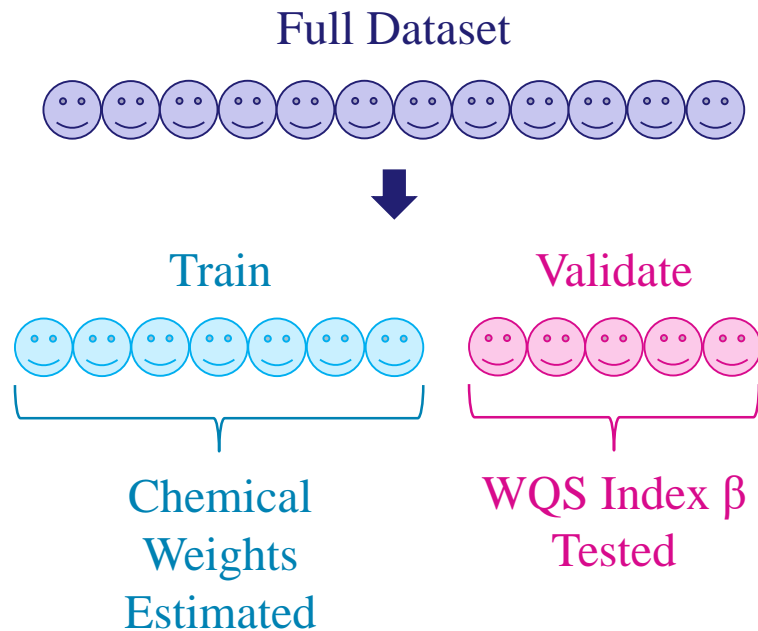 Full Dataset
Train
Validate
Chemical
Weights
Estimated
WQS Index β
Tested